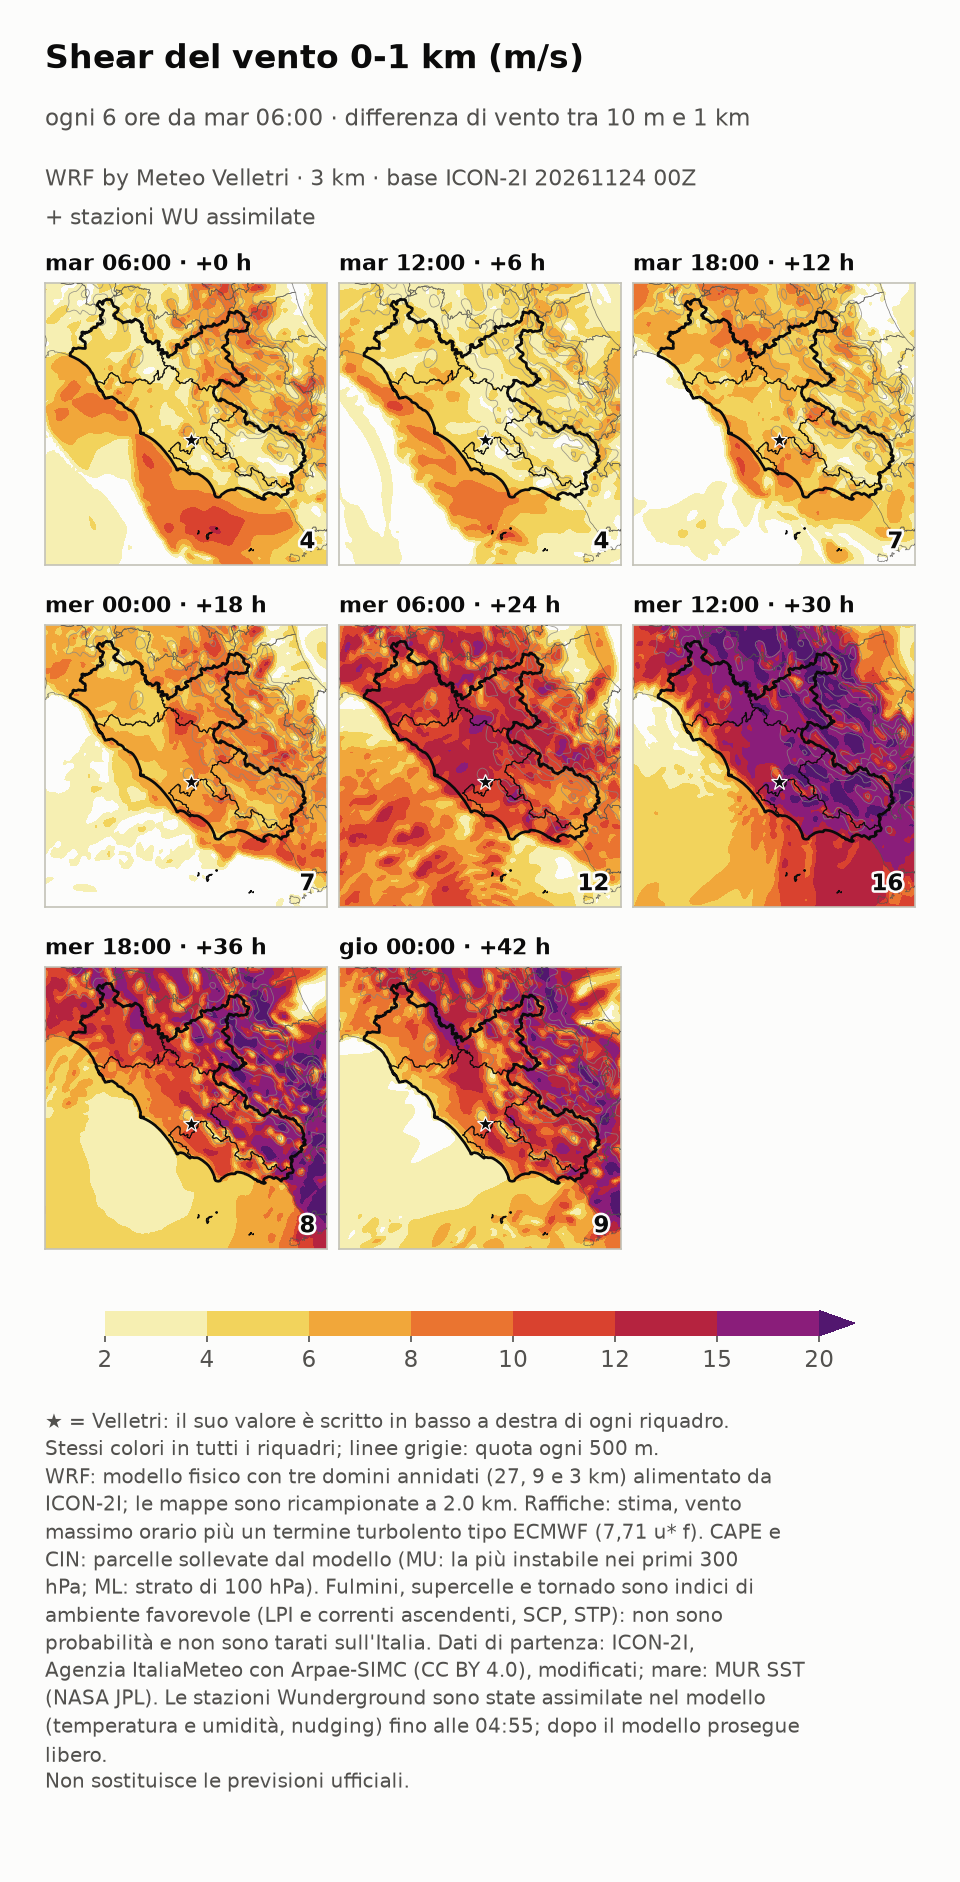 Shear del vento 0-1 km (m/s)
ogni 6 ore da mar 06:00 · differenza di vento tra 10 m e 1 km
WRF by Meteo Velletri · 3 km · base ICON-2I 20261124 00Z
+ stazioni WU assimilate
mar 06:00 · +0 h
mar 12:00 · +6 h
mar 18:00 · +12 h
4
4
7
mer 00:00 · +18 h
mer 06:00 · +24 h
mer 12:00 · +30 h
7
12
16
mer 18:00 · +36 h
gio 00:00 · +42 h
8
9
2 4 6 8 10 12 15 20
★ = Velletri: il suo valore è scritto in basso a destra di ogni riquadro.
Stessi colori in tutti i riquadri; linee grigie: quota ogni 500 m.
WRF: modello fisico con tre domini annidati (27, 9 e 3 km) alimentato da
ICON-2I; le mappe sono ricampionate a 2.0 km. Raffiche: stima, vento
massimo orario più un termine turbolento tipo ECMWF (7,71 u* f). CAPE e
CIN: parcelle sollevate dal modello (MU: la più instabile nei primi 300
hPa; ML: strato di 100 hPa). Fulmini, supercelle e tornado sono indici di
ambiente favorevole (LPI e correnti ascendenti, SCP, STP): non sono
probabilità e non sono tarati sull'Italia. Dati di partenza: ICON-2I,
Agenzia ItaliaMeteo con Arpae-SIMC (CC BY 4.0), modificati; mare: MUR SST
(NASA JPL). Le stazioni Wunderground sono state assimilate nel modello
(temperatura e umidità, nudging) fino alle 04:55; dopo il modello prosegue
libero.
Non sostituisce le previsioni ufficiali.